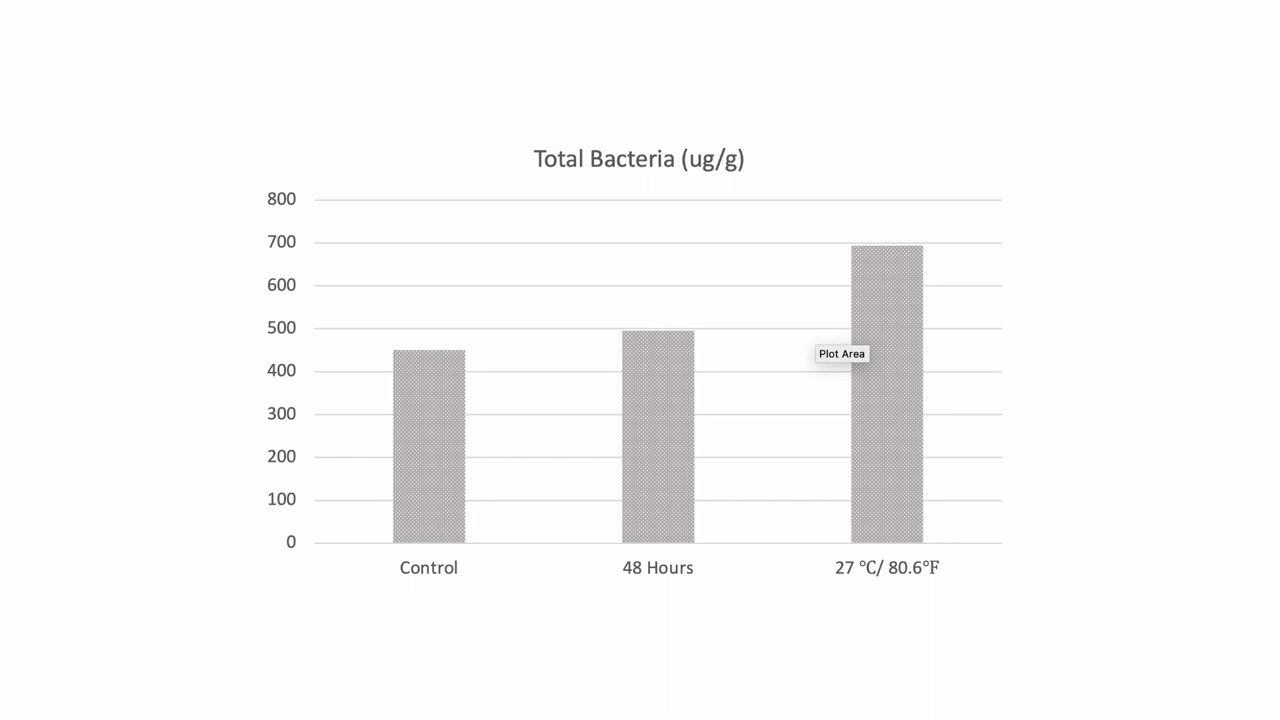 Total Bacteria (ug/g)
800
700
600
500
400
300
200
100
0
Plot Area
Control
48 Hours
27 ℃/ 80.6℉